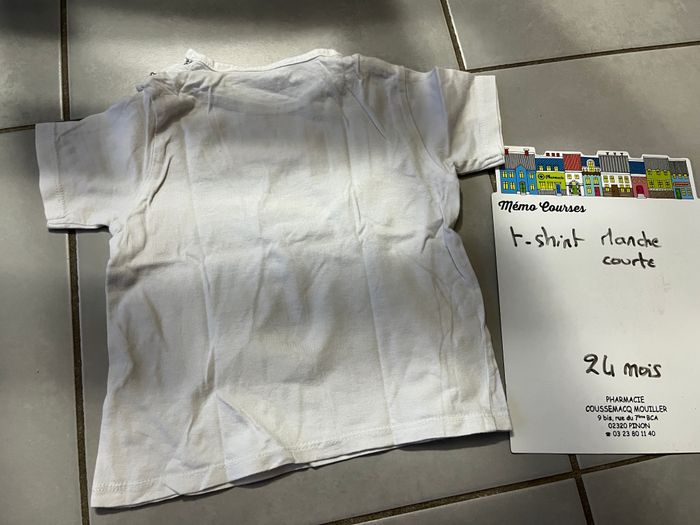 Pharmacie
Mémo Courses
t-shirt Manche
courte
24 mois
PHARMACIE
COUSSEMACQ MOUILLER
9 bis, rue du 7ème BCA
02320 PINON
☎ 03 23 80 11 40